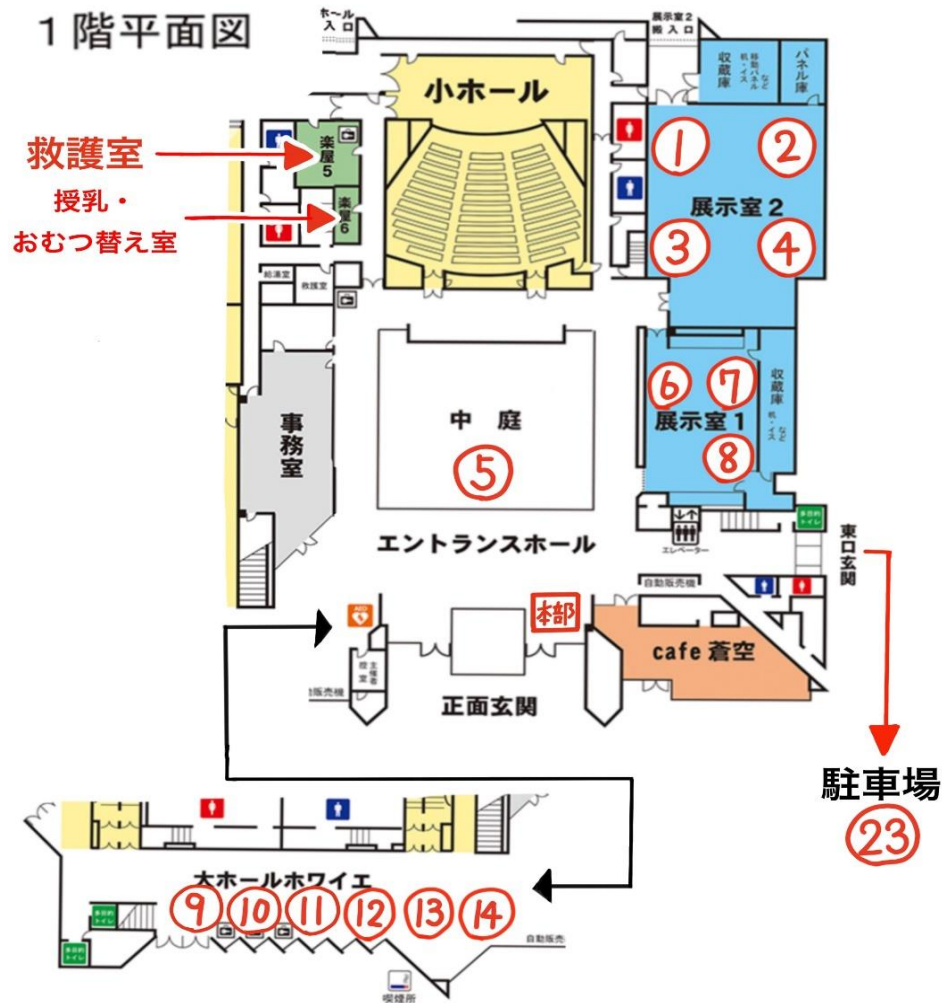 1階平面図
ホール
入口
展示室2
搬入口
収蔵庫
移動パネル
机・イス
など
パネル庫
小ホール
救護室
楽屋5
授乳・
おむつ替え室
楽屋6
①
②
展示室2
③
④
給湯室
救護室
事務室
中庭
⑤
⑥
⑦
展示室1
⑧
収蔵庫
机・イス
など
エントランスホール
エレベーター
多目的
トイレ
東口玄関
自動販売機
AED
本部
cafe 蒼空
主催者
控室
自動販売機
正面玄関
駐車場
㉓
大ホールホワイエ
⑨
⑩
⑪
⑫
⑬
⑭
多目的
トイレ
多目的
トイレ
自動販売
喫煙所